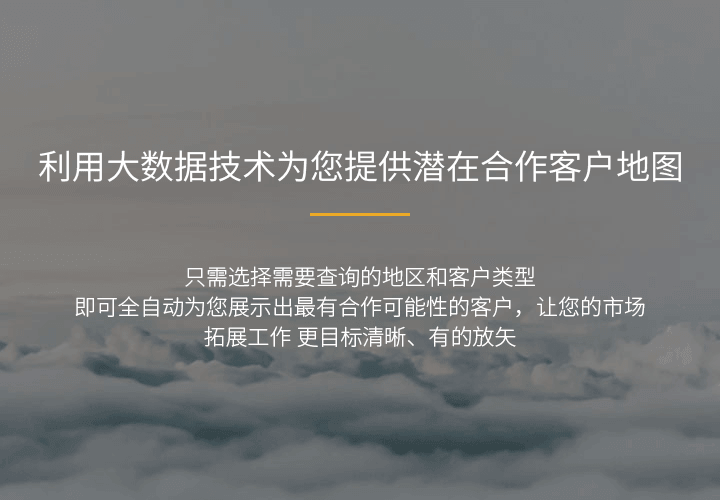 利用大数据技术为您提供潜在合作客户地图
只需选择需要查询的地区和客户类型
即可全自动为您展示出最有合作可能性的客户，让您的市场
拓展工作 更目标清晰、有的放矢